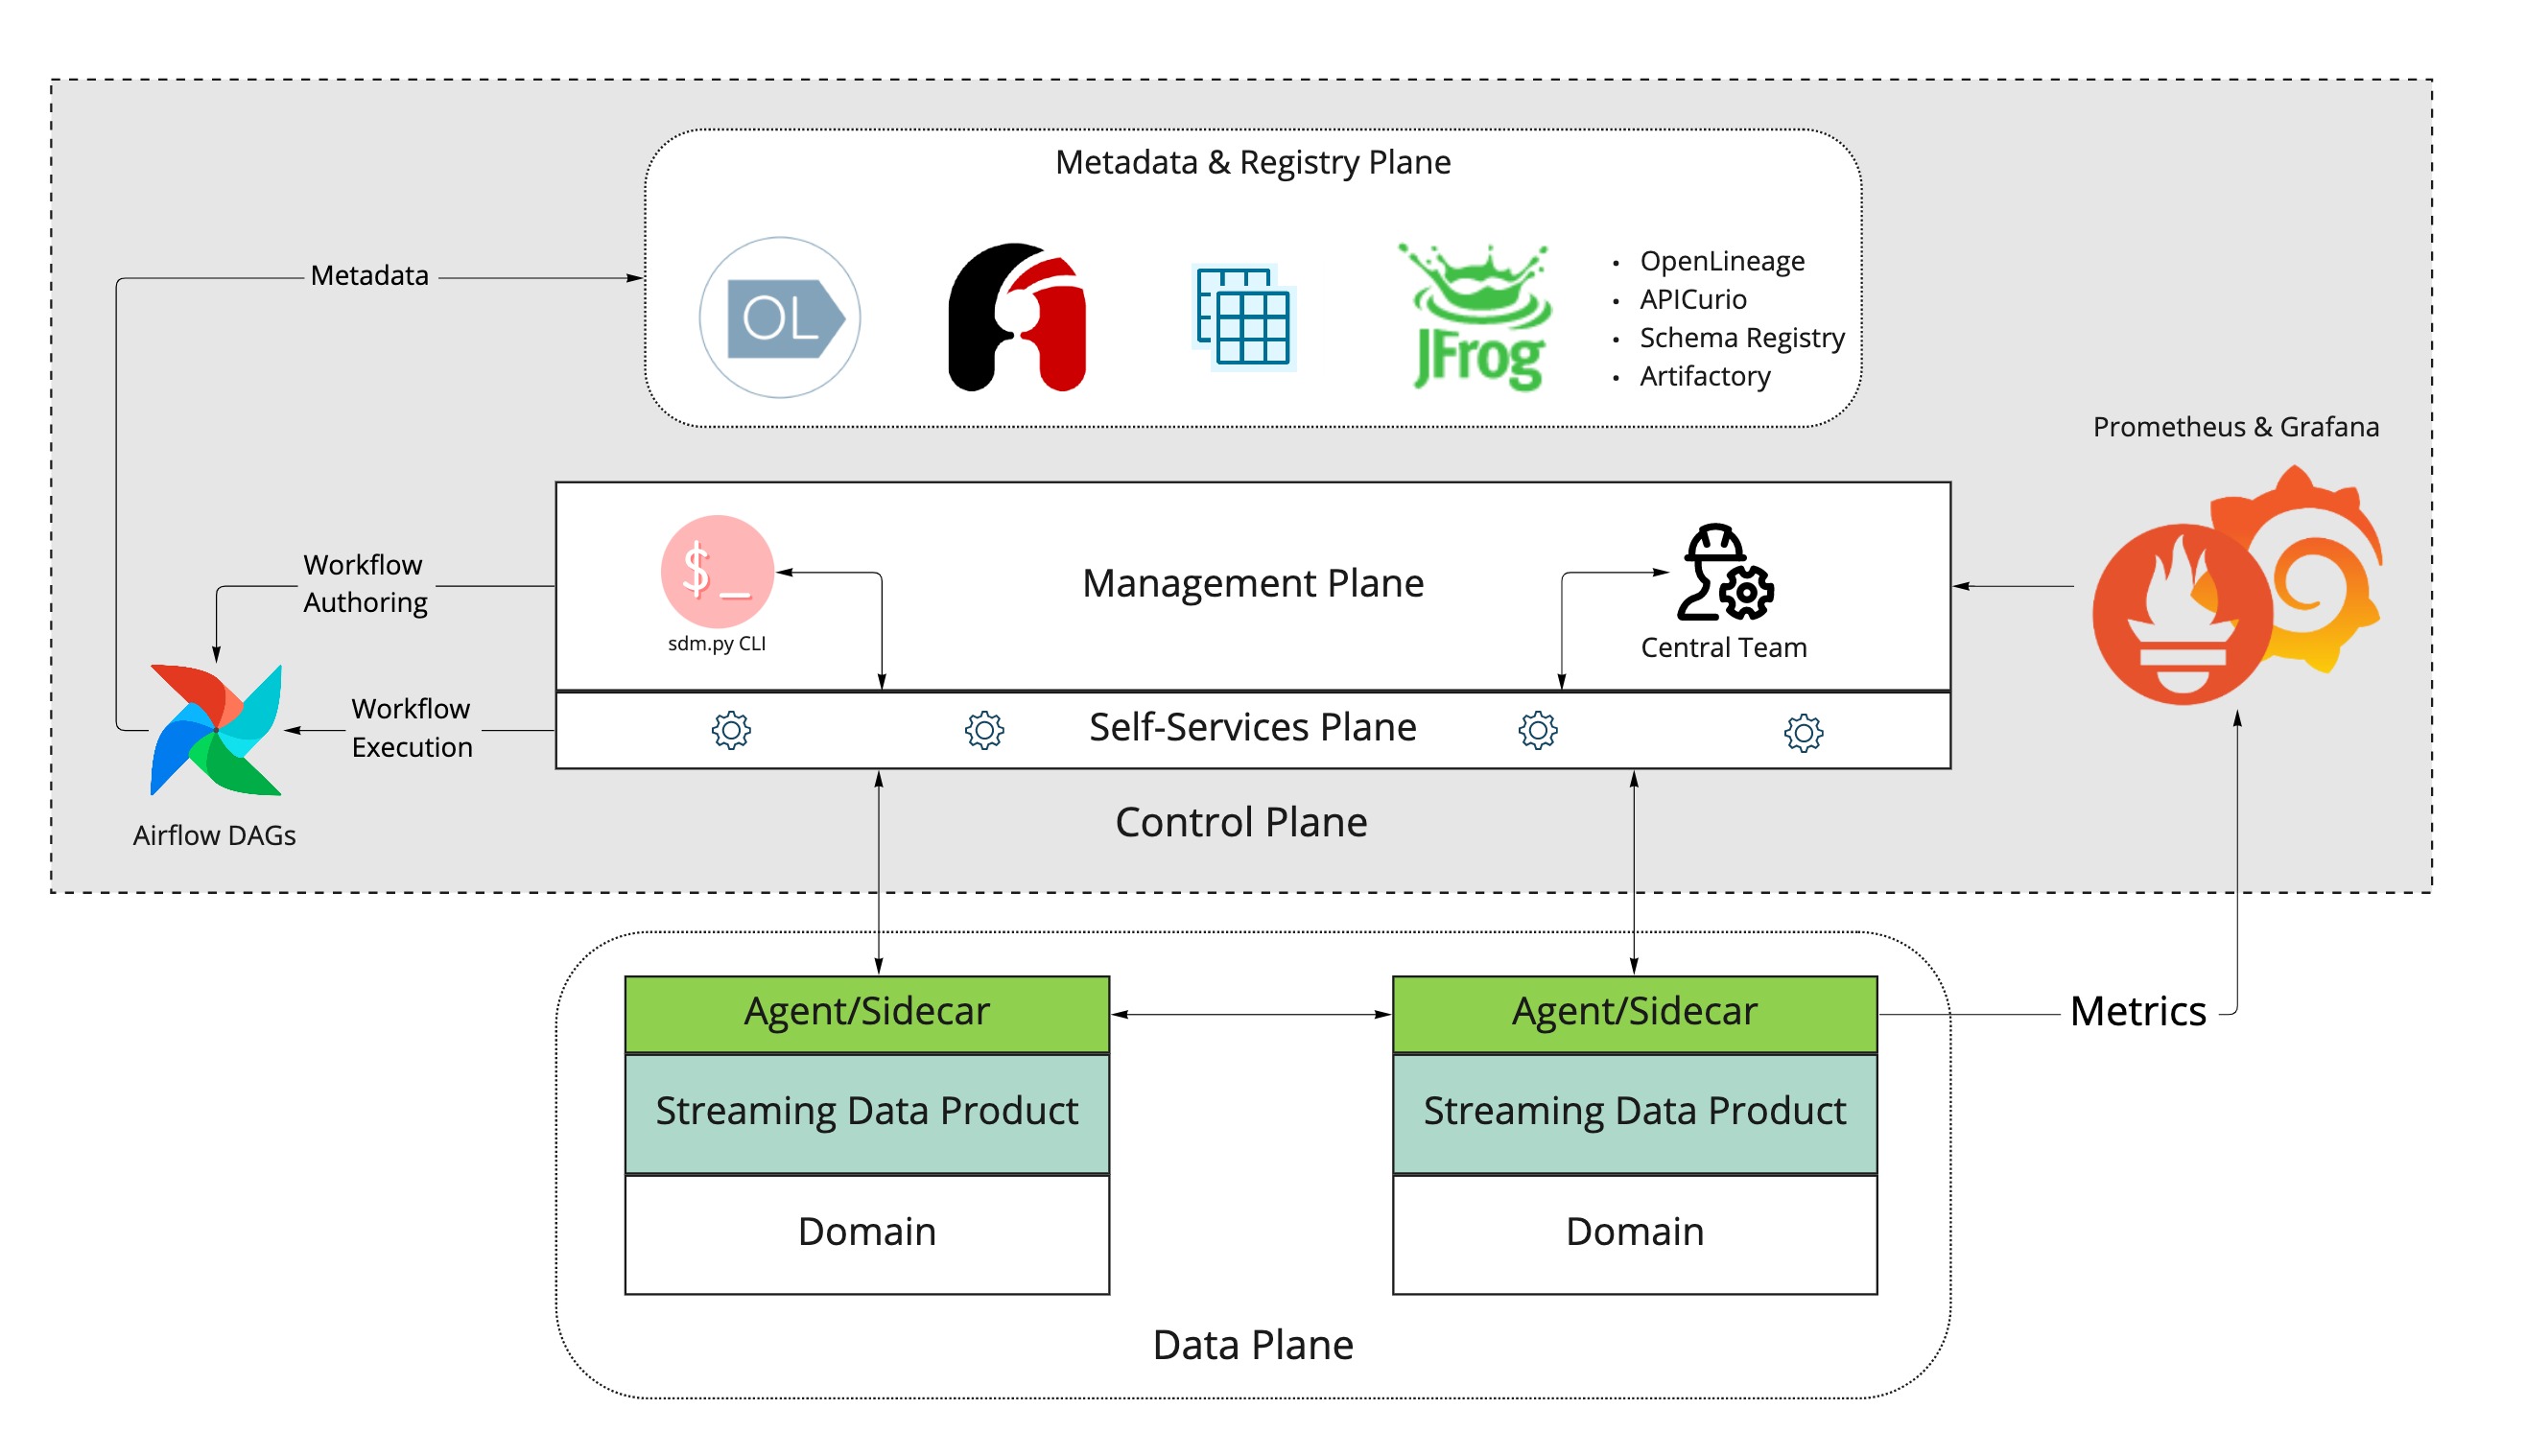 Metadata & Registry Plane
Metadata
OL
JFrog
• OpenLineage
• APICurio
• Schema Registry
• Artifactory
Prometheus & Grafana
Workflow
Authoring
$_
sdm.py CLI
Management Plane
Central Team
Workflow
Execution
Self-Services Plane
Airflow DAGs
Control Plane
Agent/Sidecar
Agent/Sidecar
Metrics
Streaming Data Product
Streaming Data Product
Domain
Domain
Data Plane